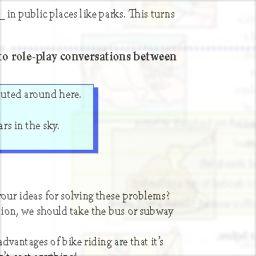 _ in public places like parks. This turns
to role-play conversations between
uted around here.
ars in the sky.
your ideas for solving these problems?
ion, we should take the bus or subway
advantages of bike riding are that it's